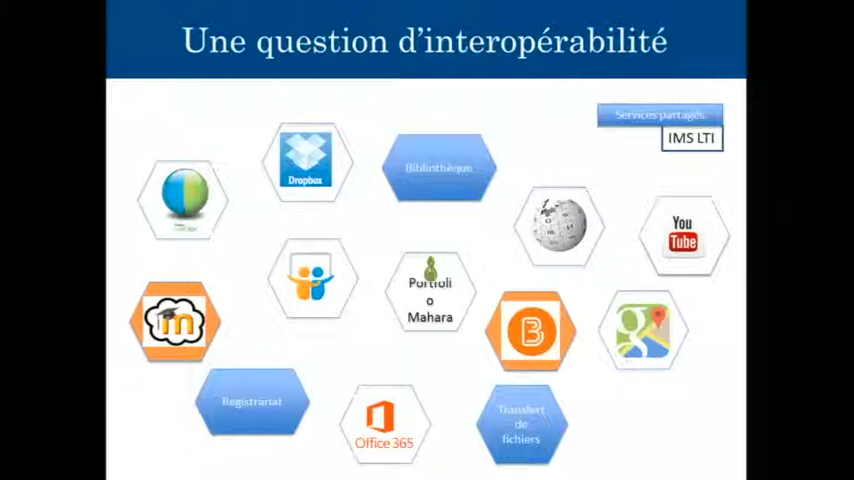 Une question d'interopérabilité
Services partagés
IMS LTI
Dropbox
Bibliothèque
You
Tube
Portfoli
o
Mahara
Registrariat
Office 365
Transfert
de
fichiers